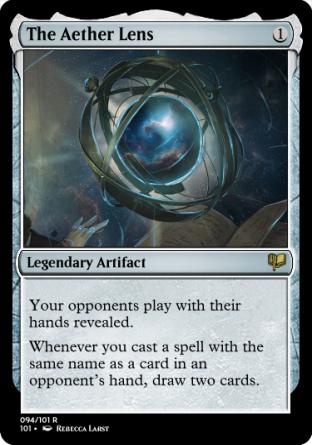 The Aether Lens 1
Legendary Artifact
Your opponents play with their
hands revealed.
Whenever you cast a spell with the
same name as a card in an
opponent's hand, draw two cards.
094/101 R
101 • Rebecca Larst